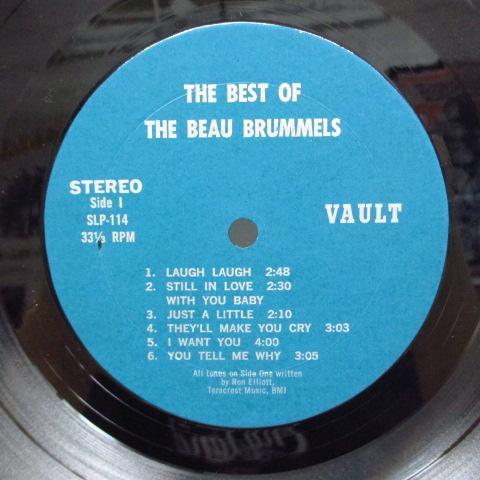 THE BEST OF
THE BEAU BRUMMELS
STEREO
Side 1
SLP-114
33⅓ RPM
VAULT
1. LAUGH LAUGH 2:48
2. STILL IN LOVE 2:30
WITH YOU BABY
3. JUST A LITTLE 2:10
4. THEY'LL MAKE YOU CRY 3:03
5. I WANT YOU 4:00
6. YOU TELL ME WHY 3:05
All tunes on Side One written
by Ron Elliott,
Taracrest Music, BMI